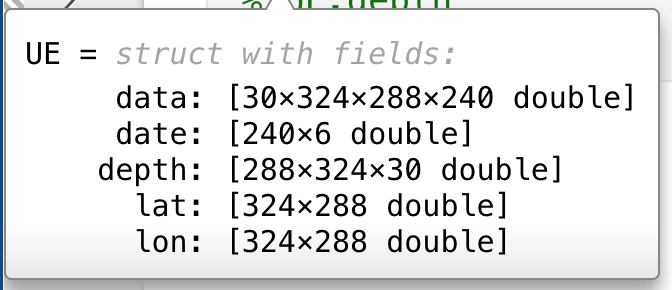 UE = struct with fields:
data: [30×324×288×240 double]
date: [240×6 double]
depth: [288×324×30 double]
lat: [324×288 double]
lon: [324×288 double]